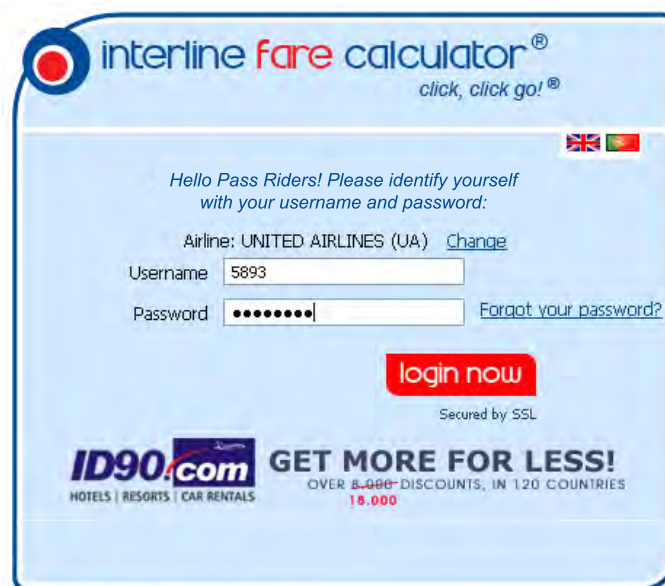 interline fare calculator®
click, click go! ®
Hello Pass Riders! Please identify yourself
with your username and password:
Airline: UNITED AIRLINES (UA) Change
Username 5893
Password ●●●●●●●● Forgot your password?
login now
Secured by SSL
ID90.com GET MORE FOR LESS!
HOTELS | RESORTS | CAR RENTALS OVER 8.000 DISCOUNTS, IN 120 COUNTRIES
18.000